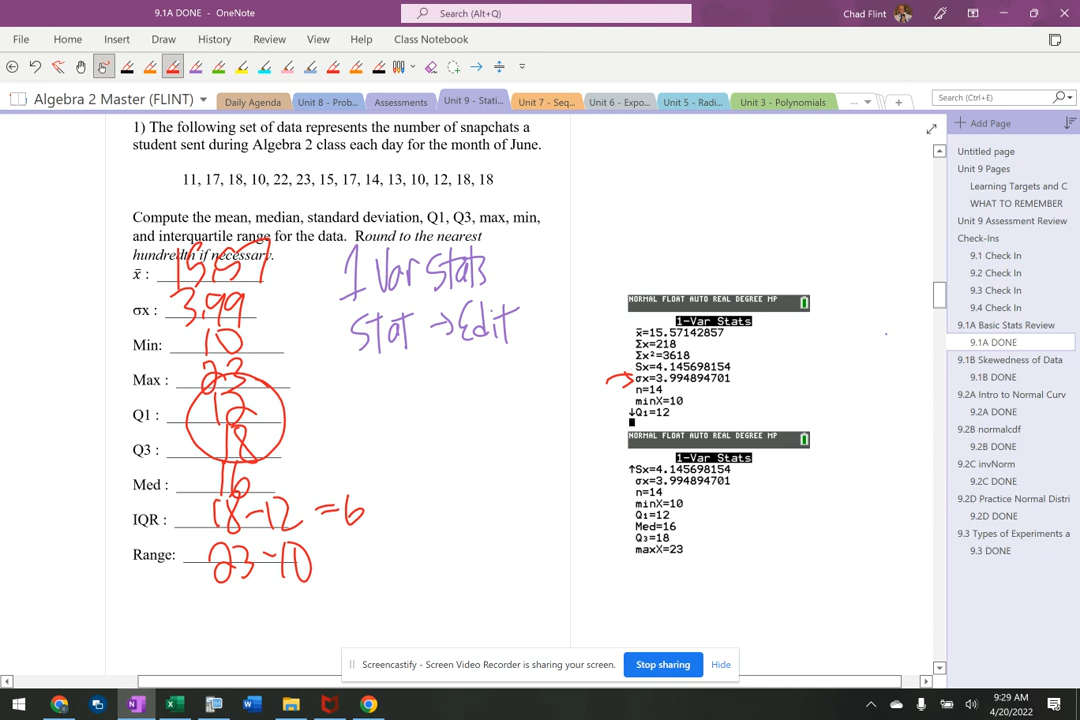 9.1A DONE - OneNote
Search (Alt+Q)
Chad Flint
File Home Insert Draw History Review View Help Class Notebook
Algebra 2 Master (FLINT)
Daily Agenda
Unit 8 - Prob...
Assessments
Unit 9 - Stati...
Unit 7 - Seq...
Unit 6 - Expo...
Unit 5 - Radi...
Unit 3 - Polynomials
...
Search (Ctrl+E)
Add Page
Untitled page
Unit 9 Pages
Learning Targets and C
WHAT TO REMEMBER
Unit 9 Assessment Review
Check-Ins
9.1 Check In
9.2 Check In
9.3 Check In
9.4 Check In
9.1A Basic Stats Review
9.1A DONE
9.1B Skewedness of Data
9.1B DONE
9.2A Intro to Normal Curv
9.2A DONE
9.2B normalcdf
9.2B DONE
9.2C invNorm
9.2C DONE
9.2D Practice Normal Distri
9.2D DONE
9.3 Types of Experiments a
9.3 DONE
1) The following set of data represents the number of snapchats a
student sent during Algebra 2 class each day for the month of June.
11, 17, 18, 10, 22, 23, 15, 17, 14, 13, 10, 12, 18, 18
Compute the mean, median, standard deviation, Q1, Q3, max, min,
and interquartile range for the data. Round to the nearest
hundredth if necessary.
x̄ : 15.57
σx : 3.99
Min: 10
Max : 23
Q1 : 12
Q3 : 18
Med : 16
IQR : 18-12 = 6
Range: 23-10
1 Var Stats
Stat → Edit
NORMAL FLOAT AUTO REAL DEGREE MP
1-Var Stats
x̄=15.57142857
Σx=218
Σx²=3618
Sx=4.145698154
σx=3.994894701
n=14
minX=10
↓Q₁=12
NORMAL FLOAT AUTO REAL DEGREE MP
1-Var Stats
↑Sx=4.145698154
σx=3.994894701
n=14
minX=10
Q₁=12
Med=16
Q₃=18
maxX=23
Screencastify - Screen Video Recorder is sharing your screen.
Stop sharing
Hide
9:29 AM
4/20/2022